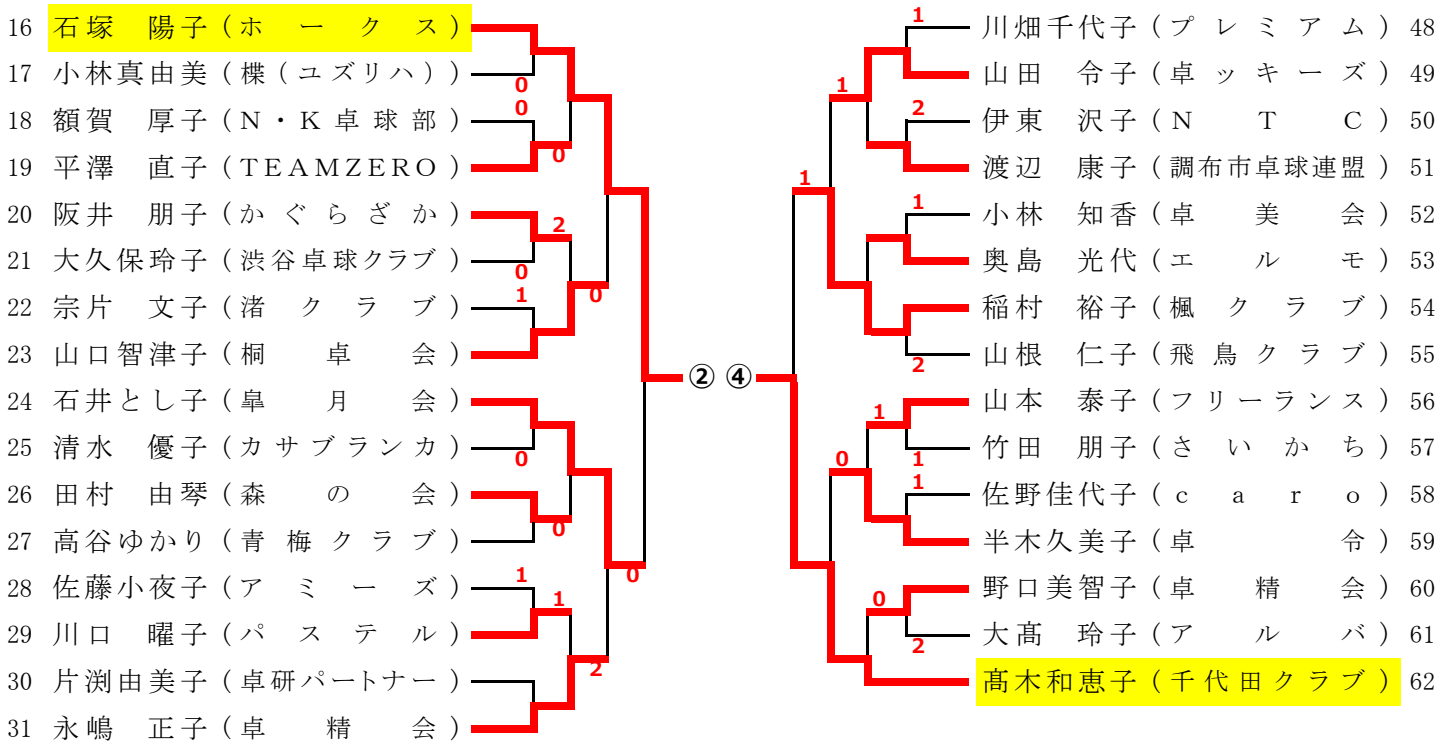 16 石塚 陽子 (ホークス)
17 小林真由美 (楪(ユズリハ))
0
0
18 額賀 厚子 (N・K卓球部)
19 平澤 直子 (TEAMZERO)
0
20 阪井 朋子 (かぐらざか)
2
21 大久保玲子 (渋谷卓球クラブ)
0
22 宗片 文子 (渚クラブ)
1
0
23 山口智津子 (桐卓会)
②
24 石井とし子 (皐月会)
25 清水 優子 (カサブランカ)
0
26 田村 由琴 (森の会)
0
27 高谷ゆかり (青梅クラブ)
28 佐藤小夜子 (アミーズ)
1
0
1
29 川口 曜子 (パステル)
2
30 片渕由美子 (卓研パートナー)
31 永嶋 正子 (卓精会)
1
川畑千代子 (プレミアム) 48
山田 令子 (卓ッキーズ) 49
1
2
伊東 沢子 (NTC) 50
渡辺 康子 (調布市卓球連盟) 51
1
1
小林 知香 (卓美会) 52
奥島 光代 (エルモ) 53
稲村 裕子 (楓クラブ) 54
山根 仁子 (飛鳥クラブ) 55
2
④
山本 泰子 (フリーランス) 56
1
竹田 朋子 (さいかち) 57
0
1
1
佐野佳代子 (caro) 58
半木久美子 (卓令) 59
野口美智子 (卓精会) 60
0
大髙 玲子 (アルバ) 61
2
髙木和恵子 (千代田クラブ) 62